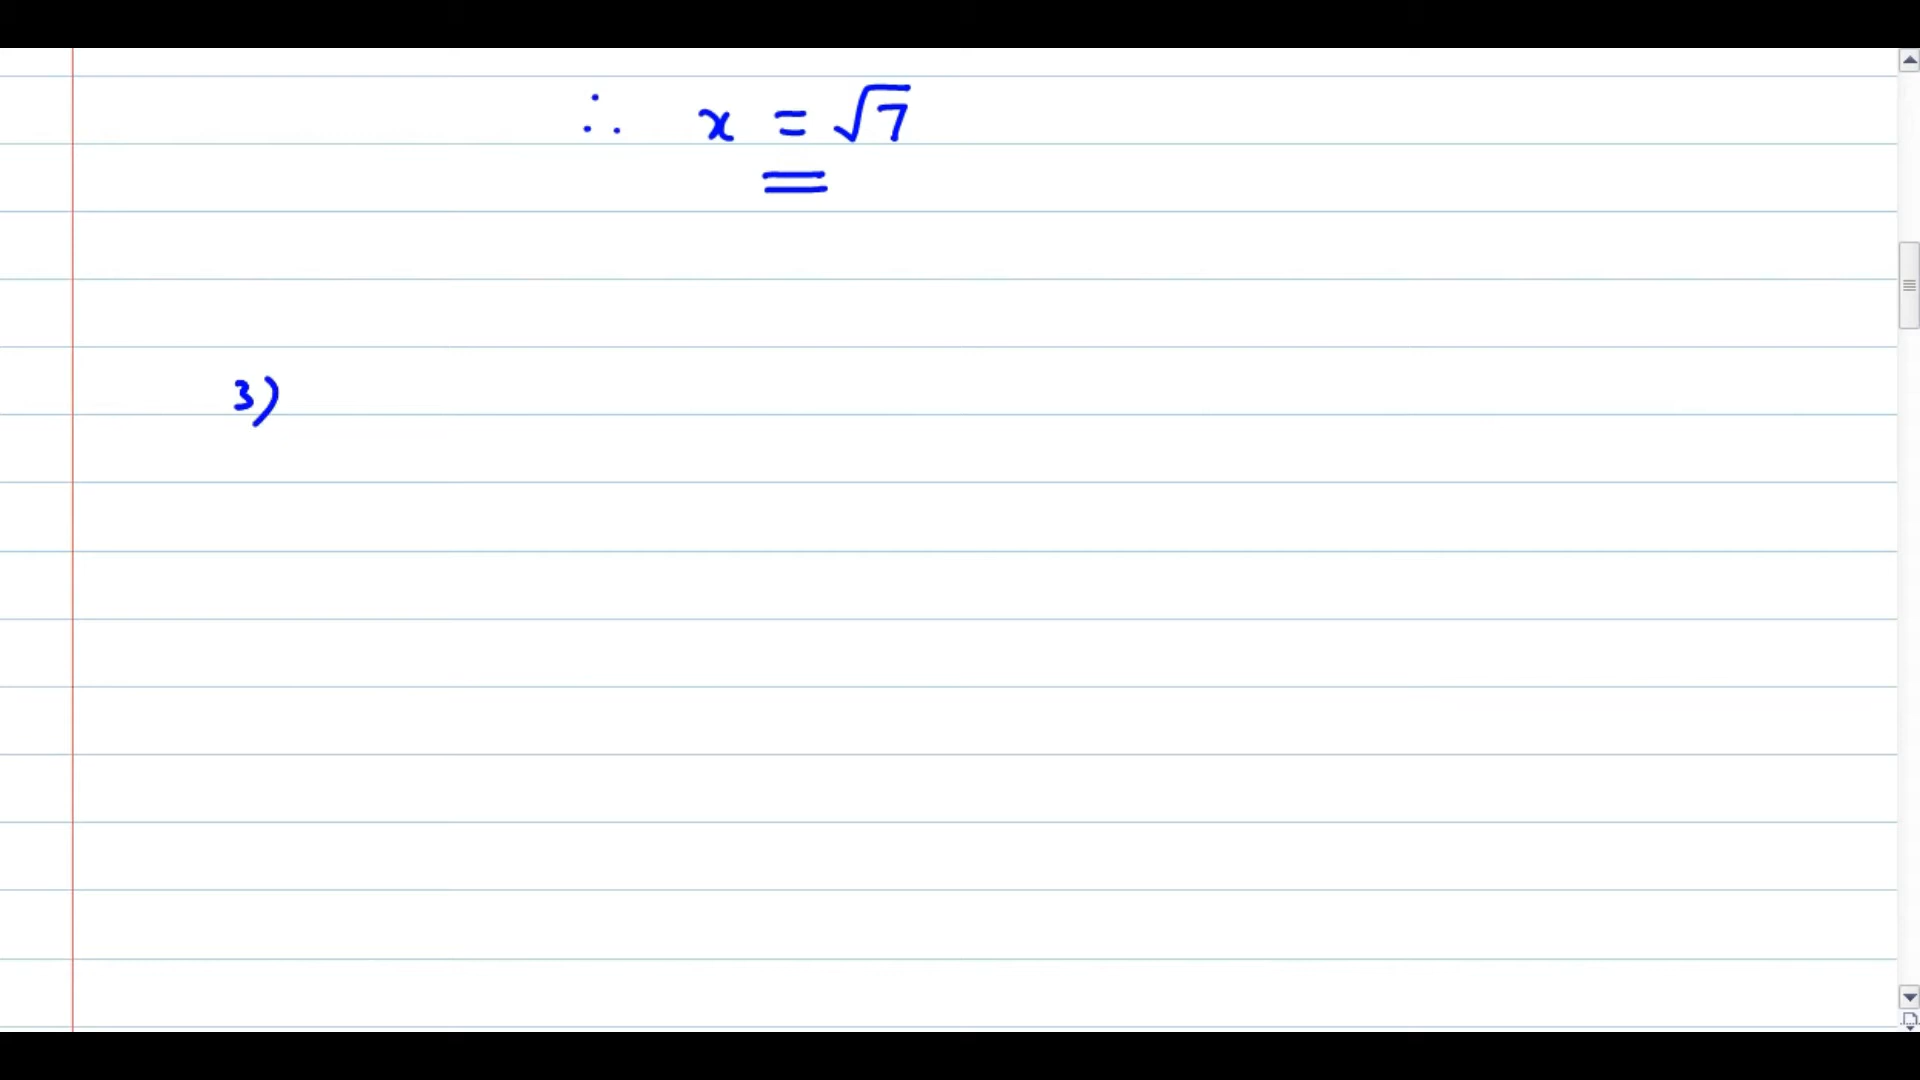 ∴ x = √7
3)